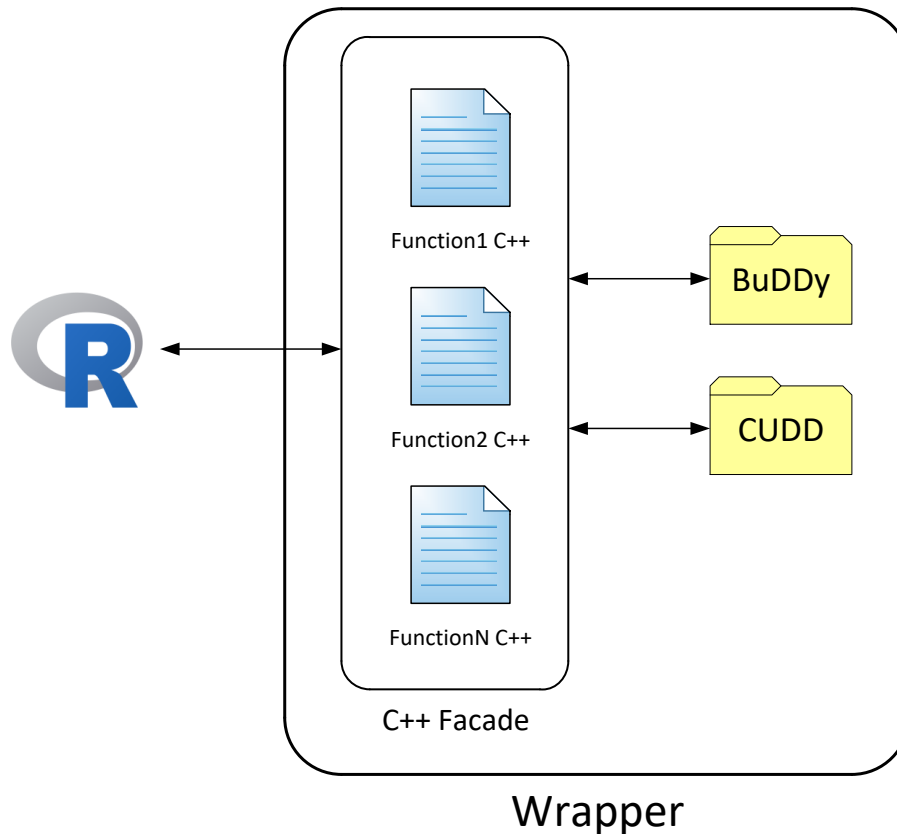 Function1 C++
BuDDy
R
Function2 C++
CUDD
FunctionN C++
C++ Facade
Wrapper